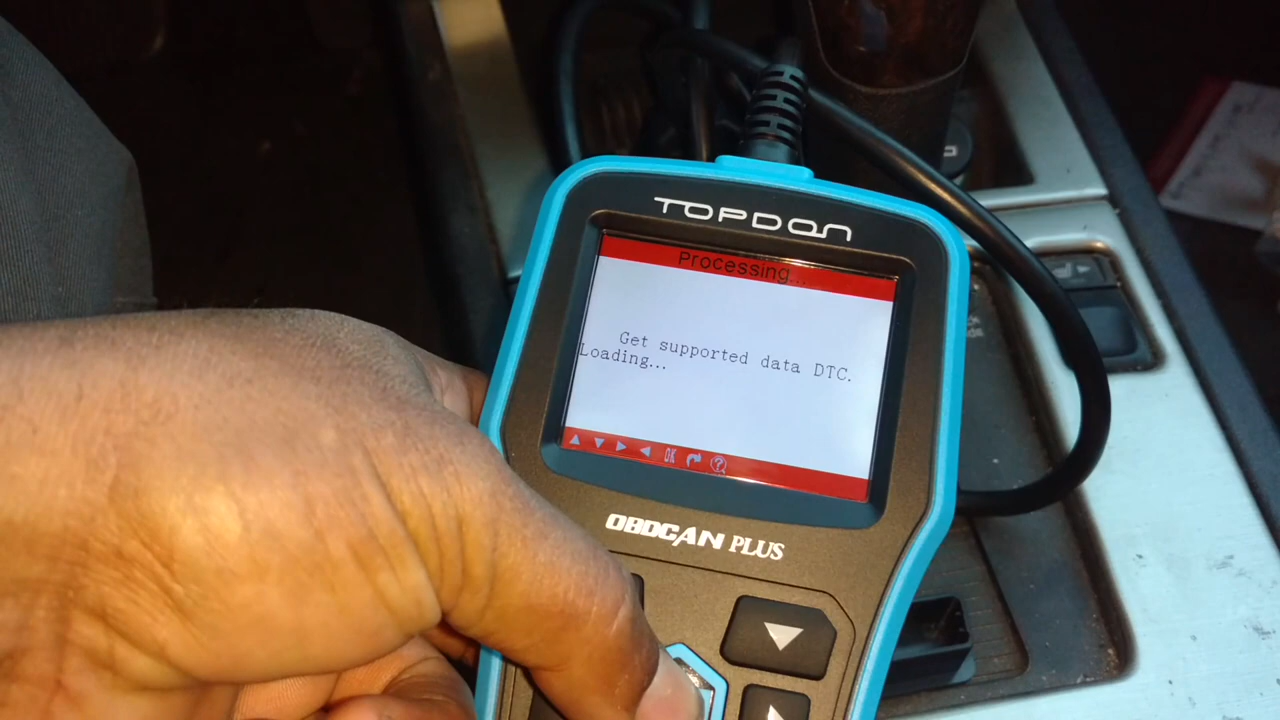 TOPDON
Processing...
Get supported data DTC.
Loading...
OK
OBDCAN PLUS